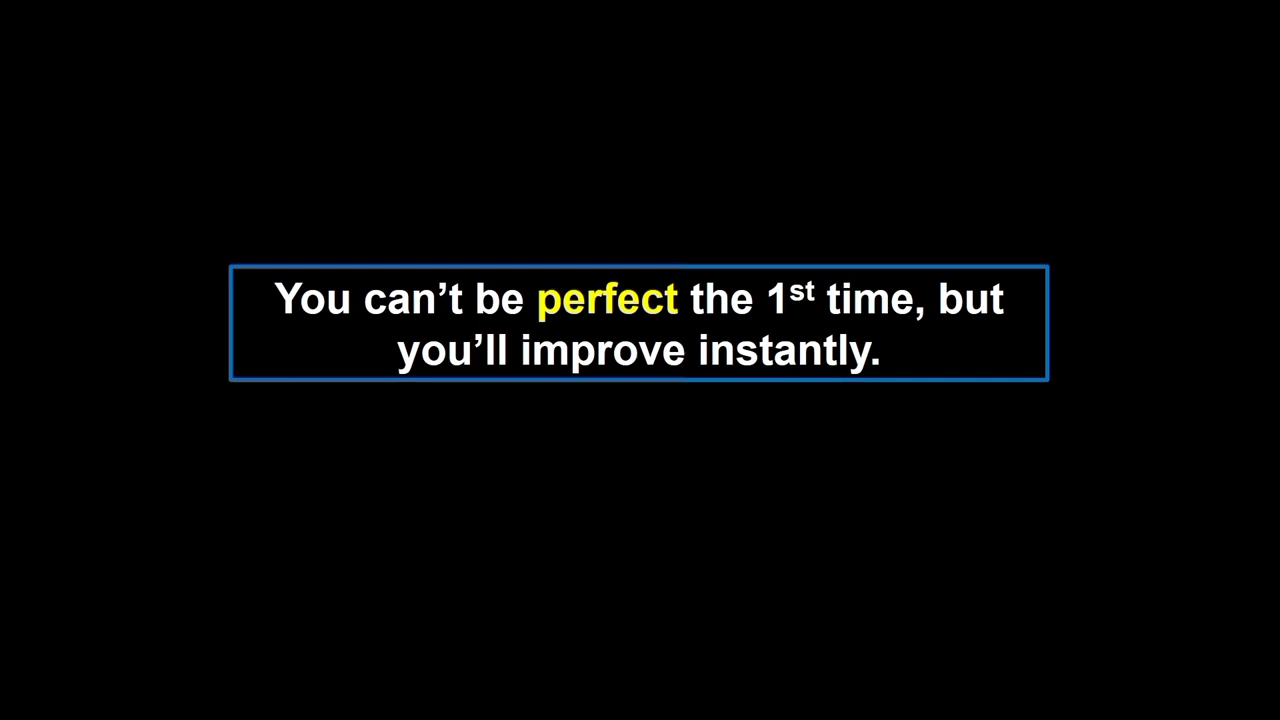 You can’t be perfect the 1st time, but
you’ll improve instantly.